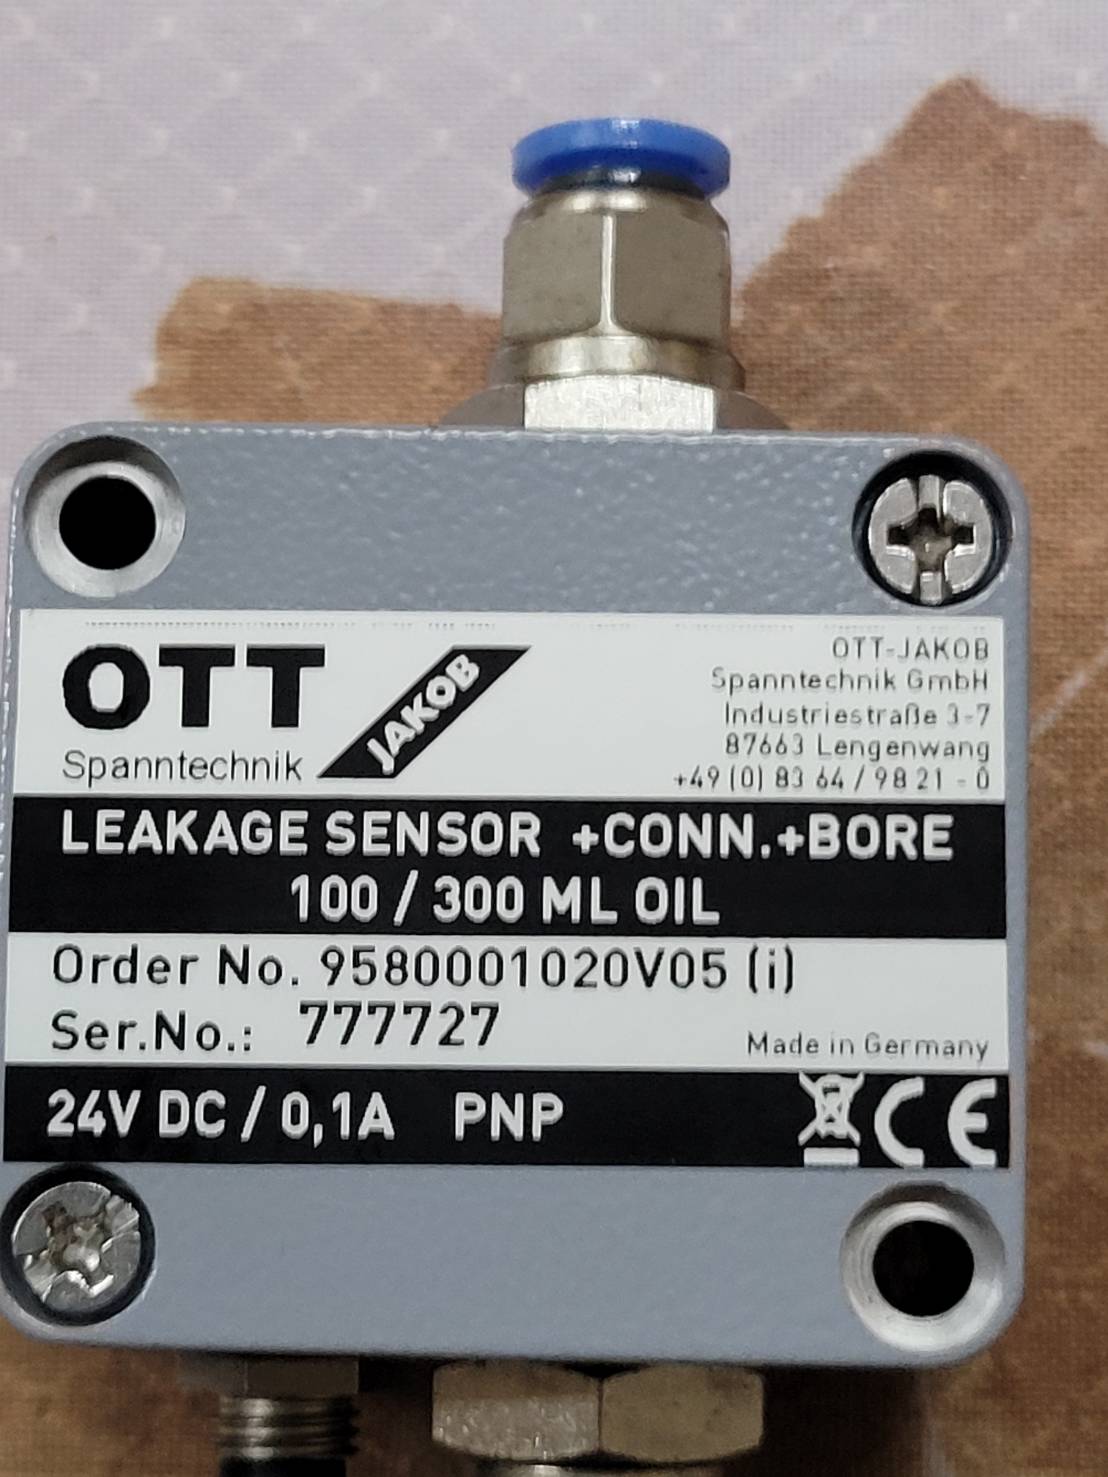 OTT JAKOB
Spanntechnik
OTT-JAKOB
Spanntechnik GmbH
Industriestraße 3-7
87663 Lengenwang
+49 (0) 83 64 / 98 21 - 0
LEAKAGE SENSOR +CONN.+BORE
100 / 300 ML OIL
Order No. 9580001020V05 (i)
Ser.No.: 777727
Made in Germany
24V DC / 0,1A PNP CE